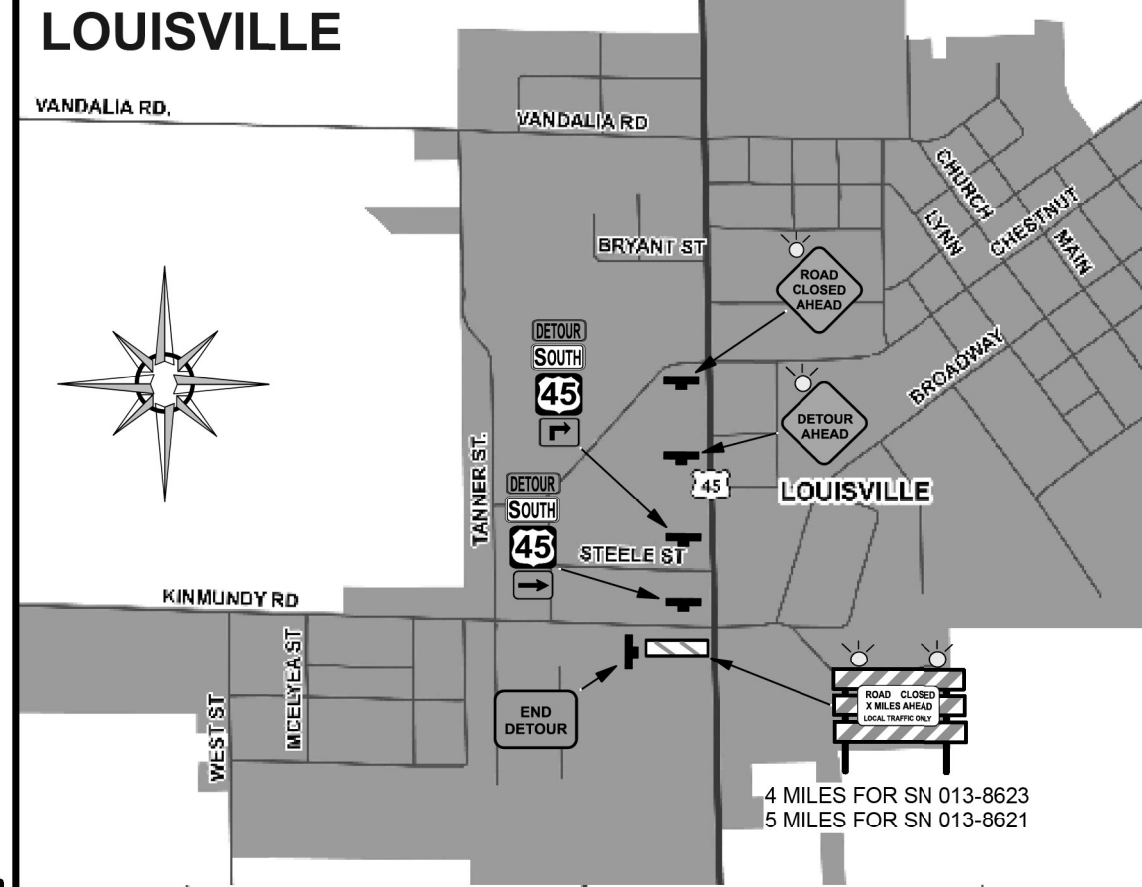 LOUISVILLE
VANDALIA RD.
VANDALIA RD
CHURCH
LYNN
CHESTNUT
MAIN
BRYANT ST
ROAD
CLOSED
AHEAD
DETOUR
SOUTH
45
BROADWAY
DETOUR
AHEAD
TANNER ST.
DETOUR
SOUTH
45
45
LOUISVILLE
STEELE ST
KINMUNDY RD
MCELYEA ST
WEST ST
END
DETOUR
ROAD CLOSED
X MILES AHEAD
LOCAL TRAFFIC ONLY
4 MILES FOR SN 013-8623
5 MILES FOR SN 013-8621